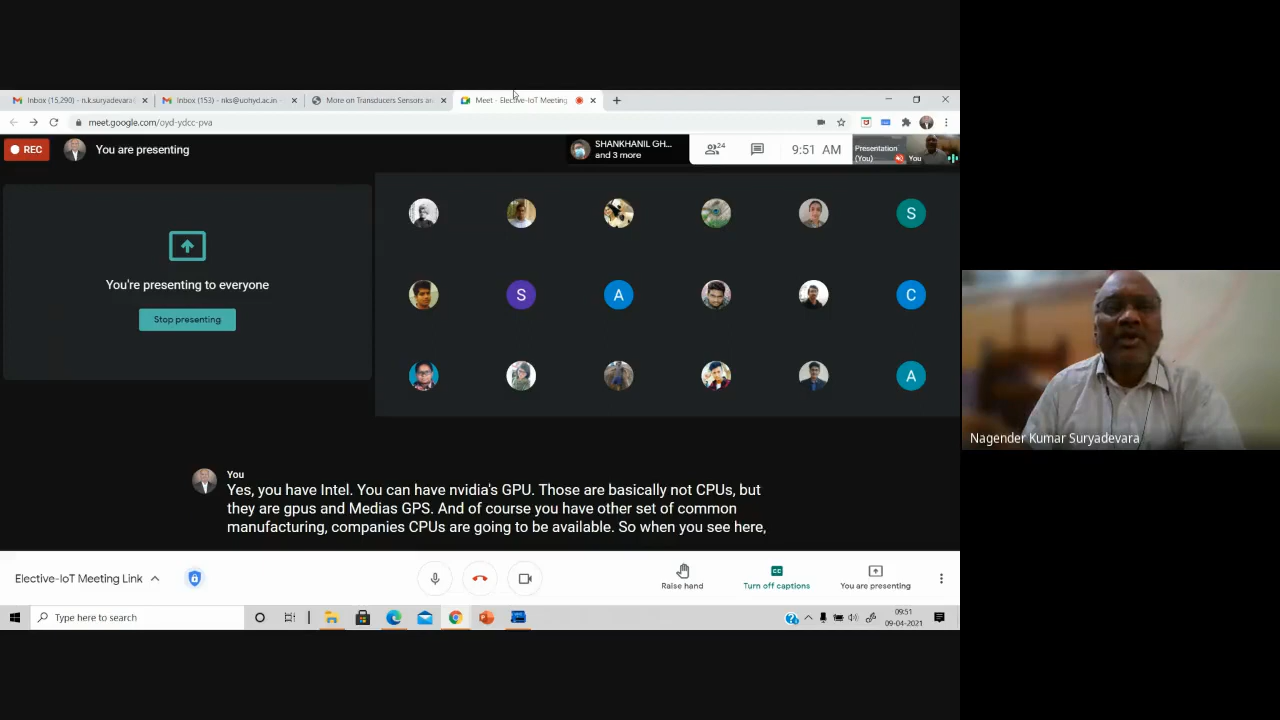 Inbox (15,290) - n.k.suryadevara
Inbox (153) - nks@uohyd.ac.in -
More on Transducers Sensors an
Meet - Elective-IoT Meeting
meet.google.com/oyd-ydcc-pva
REC
You are presenting
SHANKHANIL GH...
and 3 more
24
9:51 AM
Presentation
(You)
You
You're presenting to everyone
Stop presenting
S
S
A
C
A
Nagender Kumar Suryadevara
You
Yes, you have Intel. You can have nvidia's GPU. Those are basically not CPUs, but
they are gpus and Medias GPS. And of course you have other set of common
manufacturing, companies CPUs are going to be available. So when you see here,
Elective-IoT Meeting Link
Raise hand
CC
Turn off captions
You are presenting
Type here to search
09:51
09-04-2021